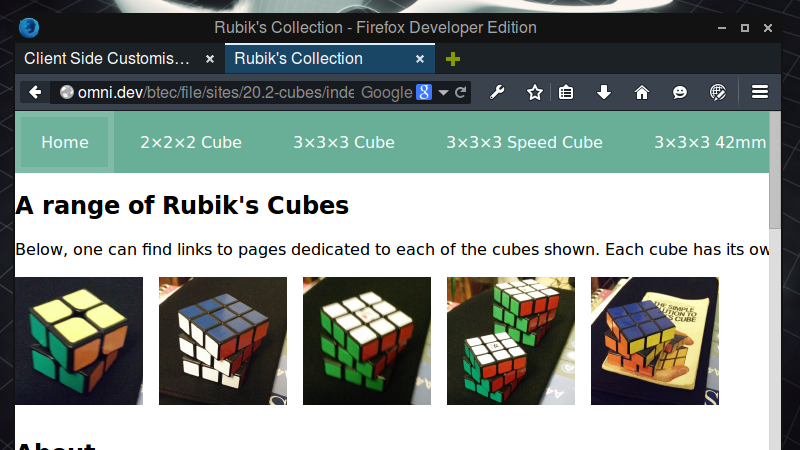 Rubik's Collection - Firefox Developer Edition
Client Side Customis...
Rubik's Collection
omni.dev/btec/file/sites/20.2-cubes/inde Google
Home
2×2×2 Cube
3×3×3 Cube
3×3×3 Speed Cube
3×3×3 42mm
A range of Rubik's Cubes
Below, one can find links to pages dedicated to each of the cubes shown. Each cube has its ow
THE SIMPLE
SOLUTION TO
CUBE
About